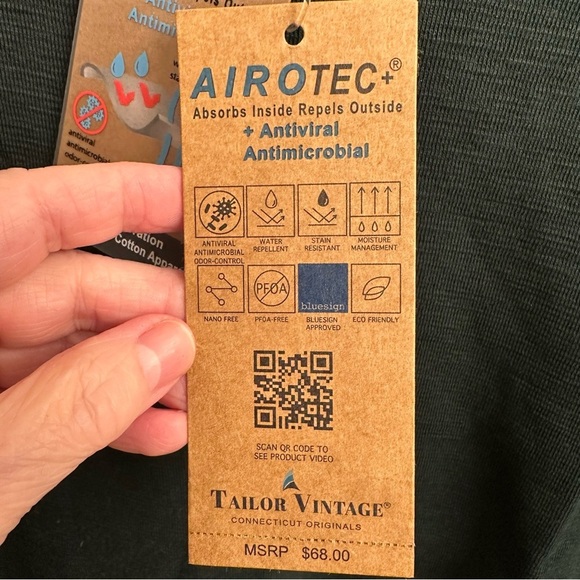 AIROTEC+®
Absorbs Inside Repels Outside
+ Antiviral
Antimicrobial
ANTIVIRAL
ANTIMICROBIAL
ODOR-CONTROL
WATER
REPELLENT
STAIN
RESISTANT
MOISTURE
MANAGEMENT
PFOA
bluesign
NANO FREE
PFOA-FREE
BLUESIGN
APPROVED
ECO FRIENDLY
SCAN QR CODE TO
SEE PRODUCT VIDEO
TAILOR VINTAGE®
CONNECTICUT ORIGINALS
MSRP $68.00
antiviral
Cotton